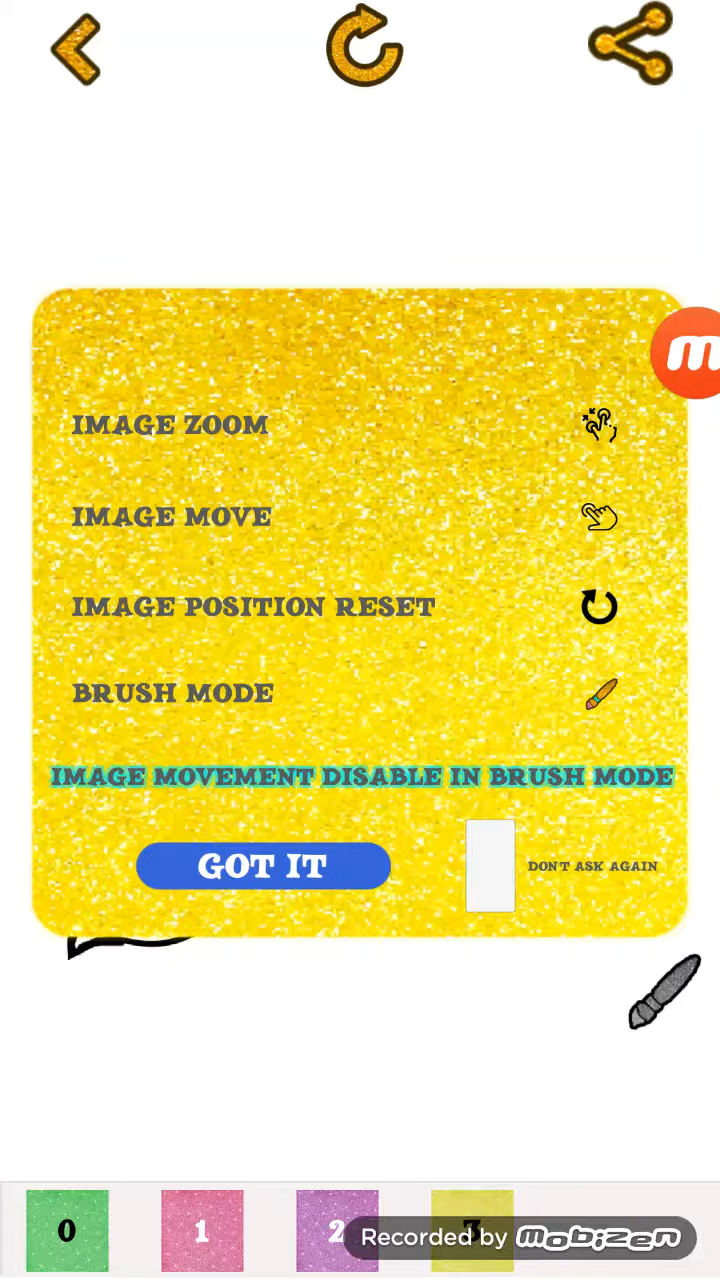 IMAGE ZOOM
IMAGE MOVE
IMAGE POSITION RESET
BRUSH MODE
IMAGE MOVEMENT DISABLE IN BRUSH MODE
GOT IT
DON'T ASK AGAIN
0 1 2 3
Recorded by mobizen